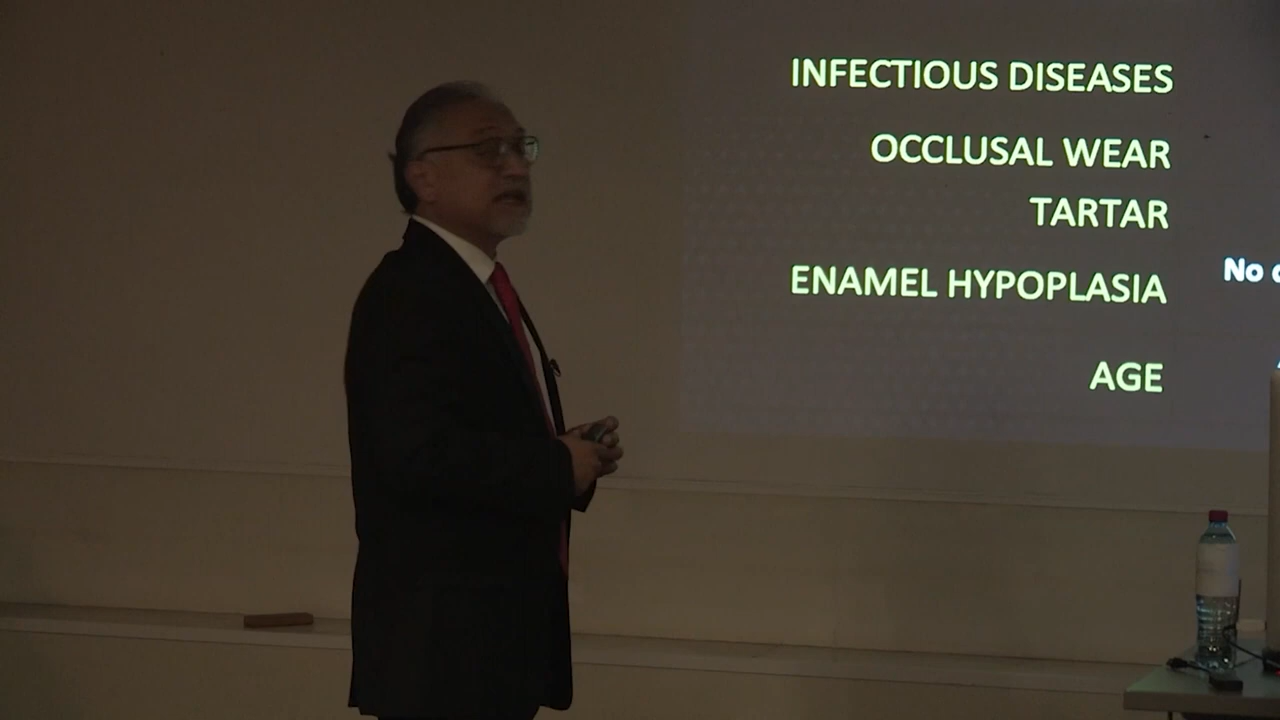 INFECTIOUS DISEASES
OCCLUSAL WEAR
TARTAR
ENAMEL HYPOPLASIA
No
AGE